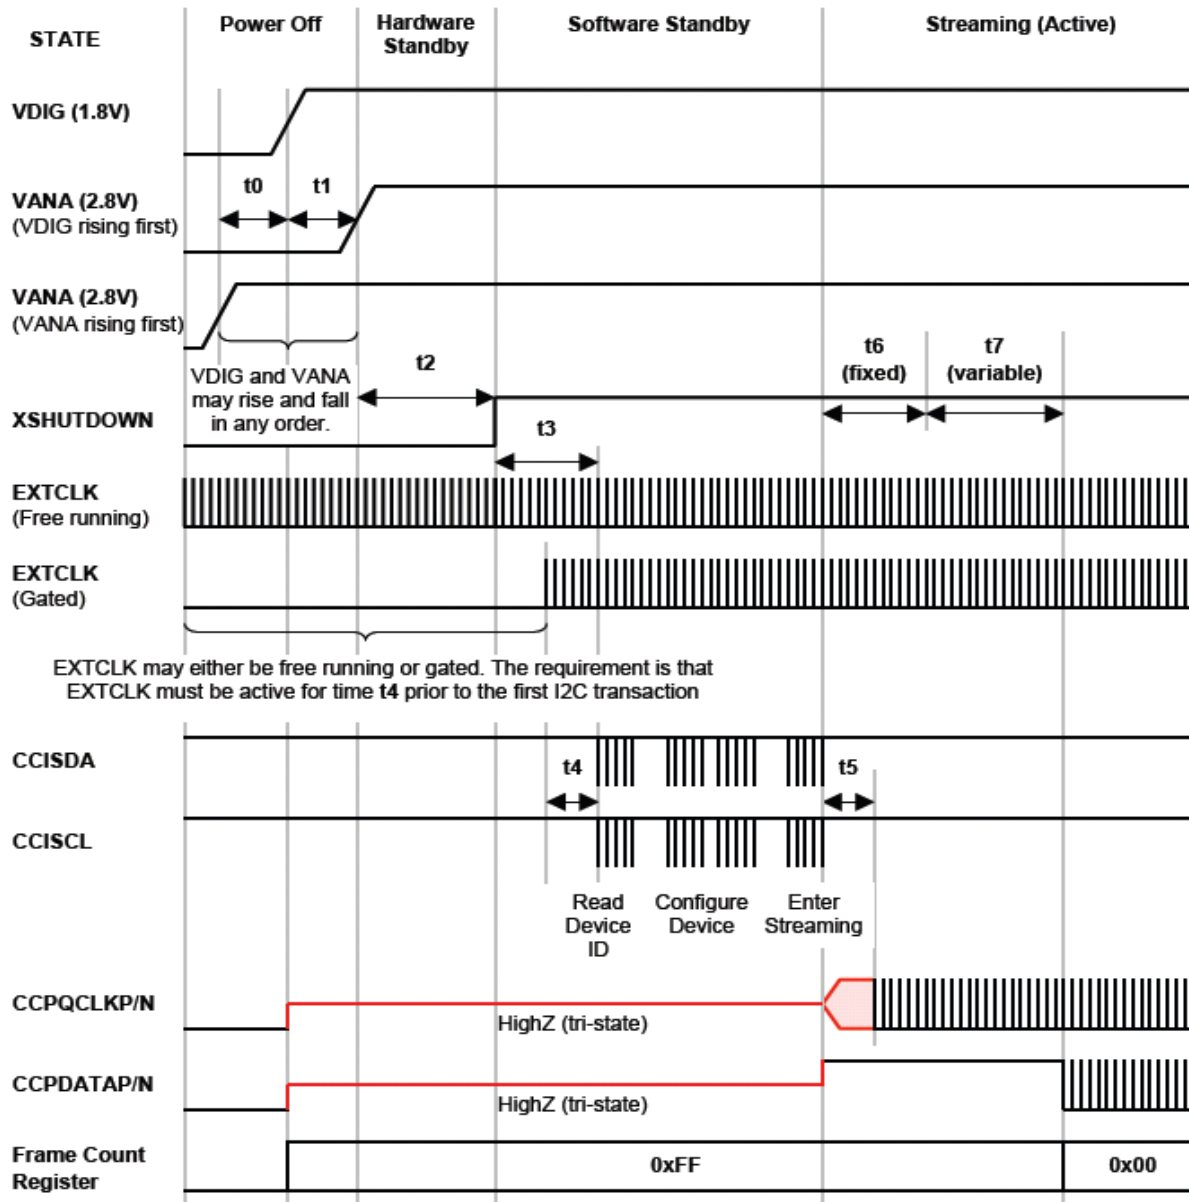 STATE
Power Off
Hardware
Standby
Software Standby
Streaming (Active)
VDIG (1.8V)
t0
t1
VANA (2.8V)
(VDIG rising first)
VANA (2.8V)
(VANA rising first)
VDIG and VANA
may rise and fall
in any order.
t2
t6
(fixed)
t7
(variable)
XSHUTDOWN
t3
EXTCLK
(Free running)
EXTCLK
(Gated)
EXTCLK may either be free running or gated. The requirement is that
EXTCLK must be active for time t4 prior to the first I2C transaction
CCISDA
t4
t5
CCISCL
Read
Device
ID
Configure
Device
Enter
Streaming
CCPQCLKP/N
HighZ (tri-state)
CCPDATAP/N
HighZ (tri-state)
Frame Count
Register
0xFF
0x00